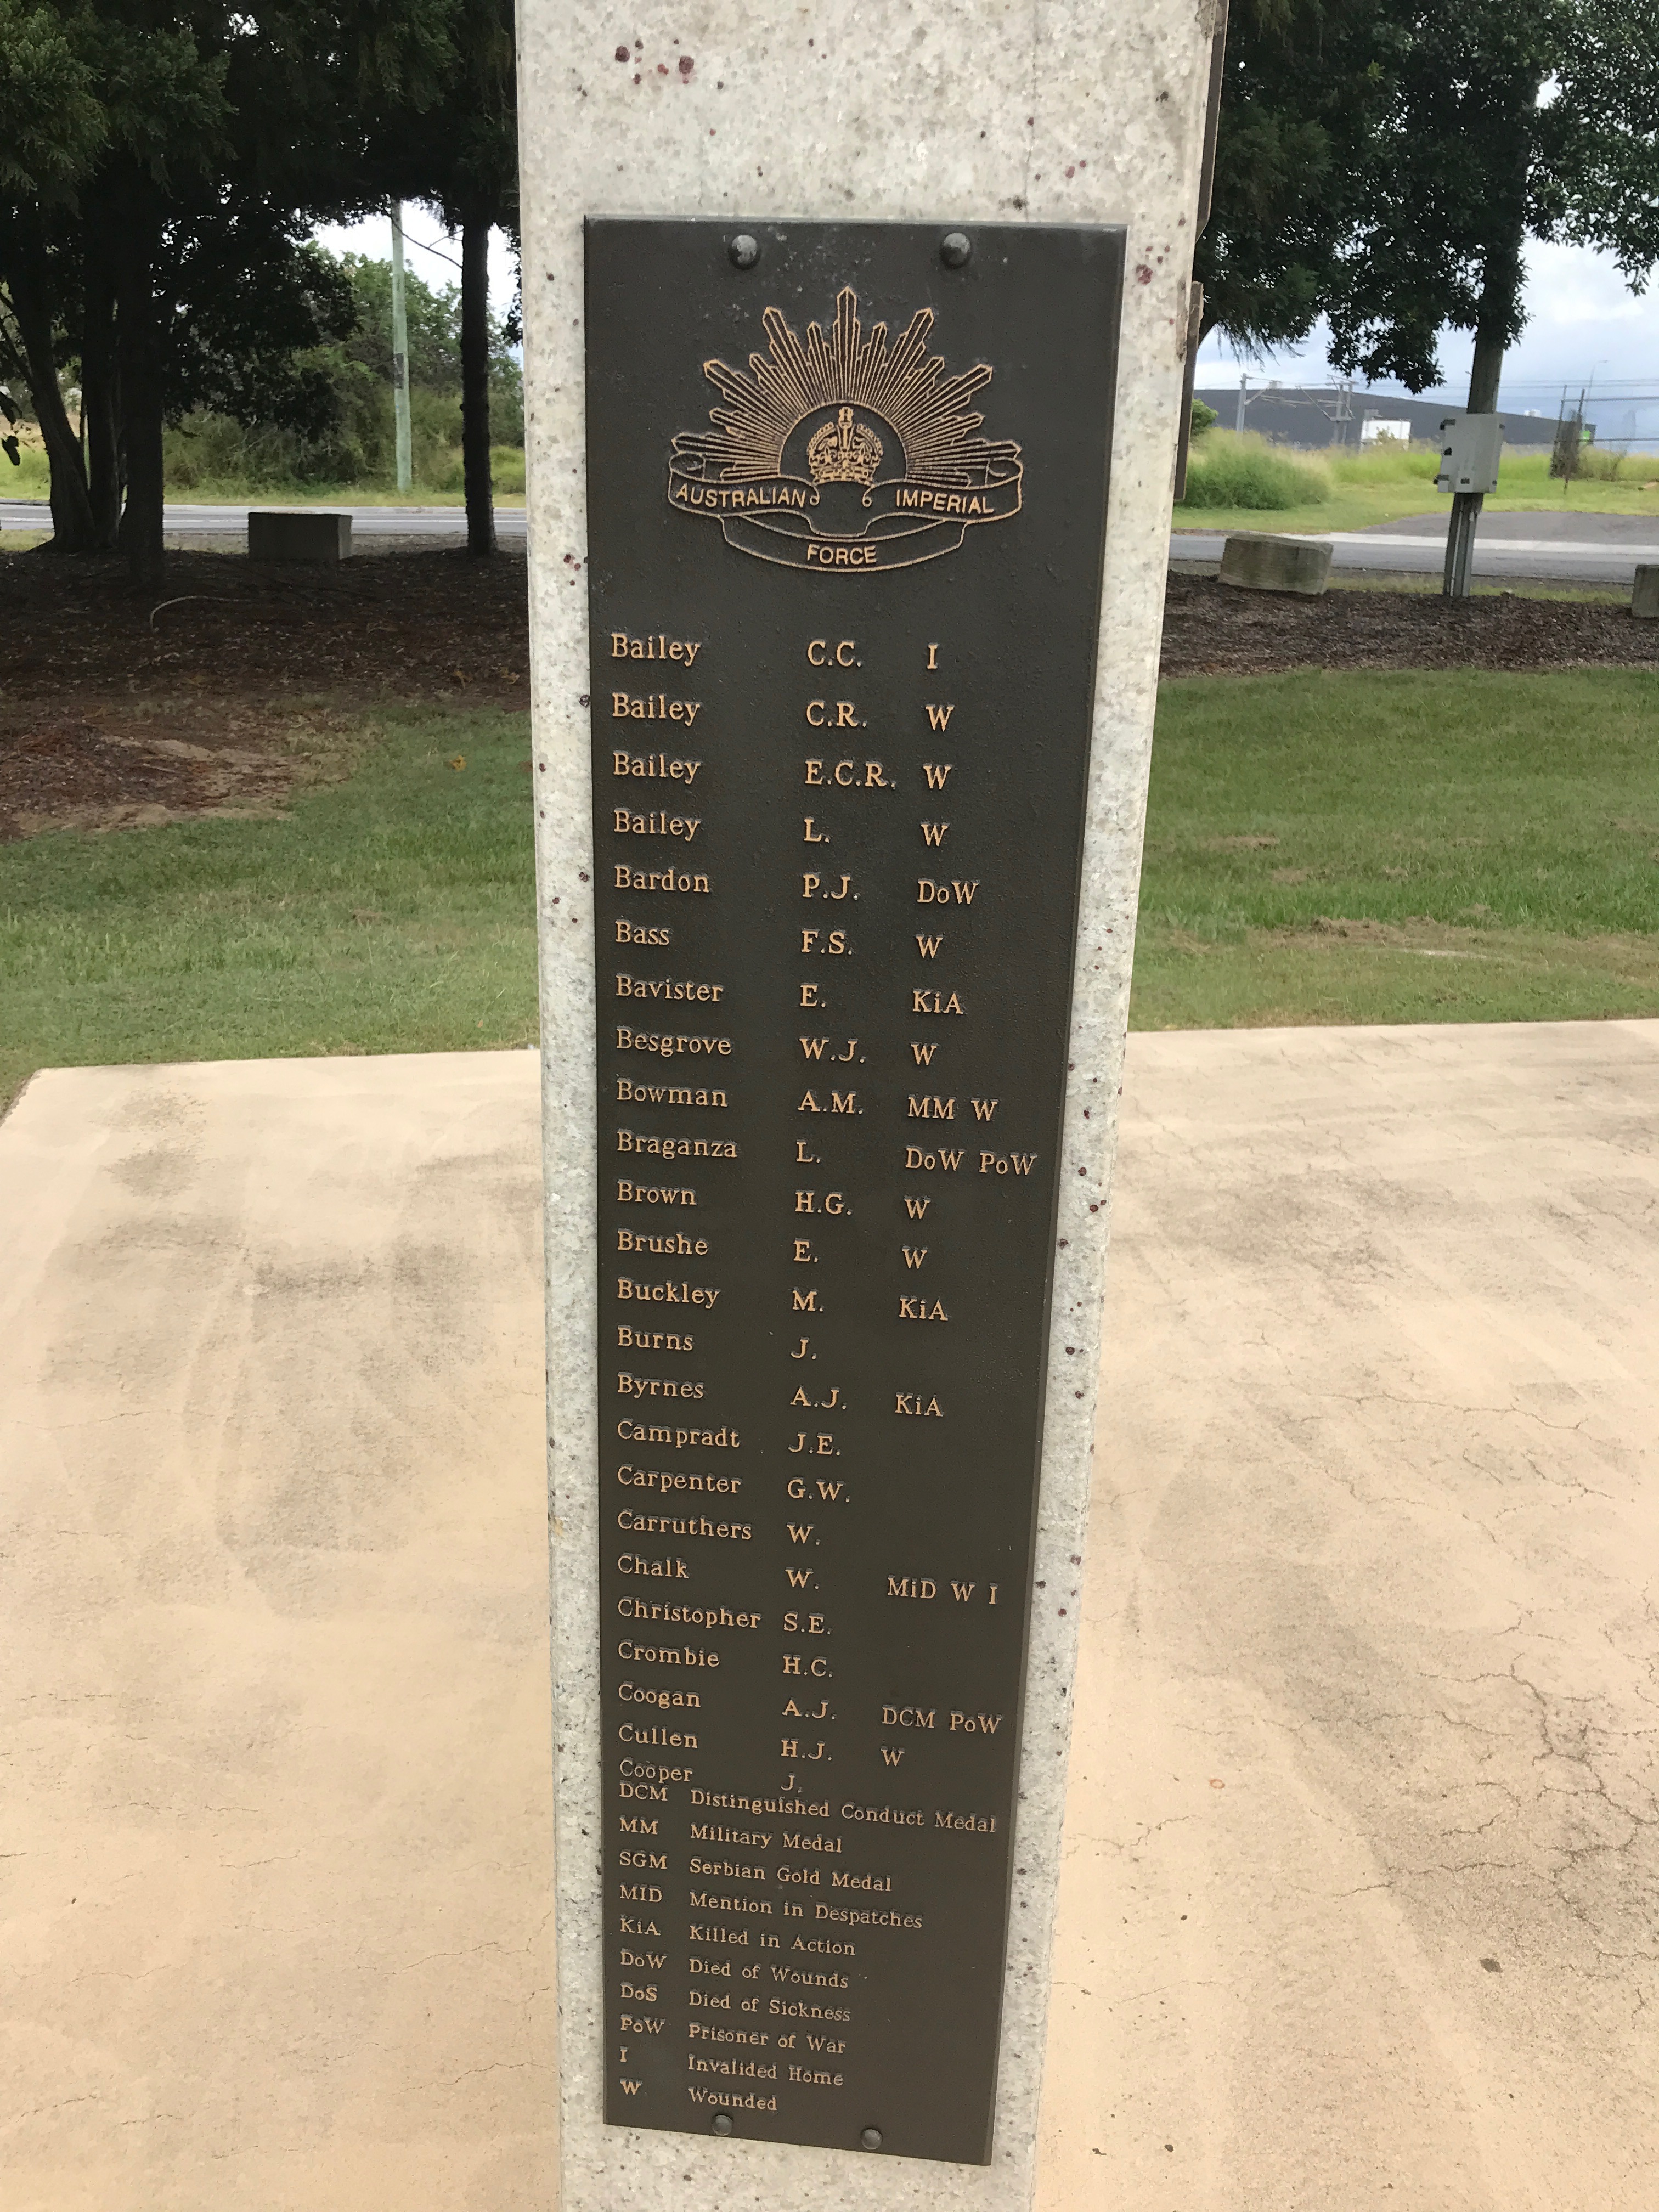 AUSTRALIAN IMPERIAL
FORCE
Bailey C.C. I
Bailey C.R. W
Bailey E.C.R. W
Bailey L. W
Bardon P.J. DoW
Bass F.S. W
Bavister E. KiA
Besgrove W.J. W
Bowman A.M. MM W
Braganza L. DoW PoW
Brown H.G. W
Brushe E. W
Buckley M. KiA
Burns J.
Byrnes A.J. KiA
Campradt J.E.
Carpenter G.W.
Carruthers W.
Chalk W. MiD W I
Christopher S.E.
Crombie H.C.
Coogan A.J. DCM PoW
Cullen H.J. W
Cooper J.
DCM Distinguished Conduct Medal
MM Military Medal
SGM Serbian Gold Medal
MID Mention in Despatches
KiA Killed in Action
DoW Died of Wounds
DoS Died of Sickness
PoW Prisoner of War
I Invalided Home
W Wounded